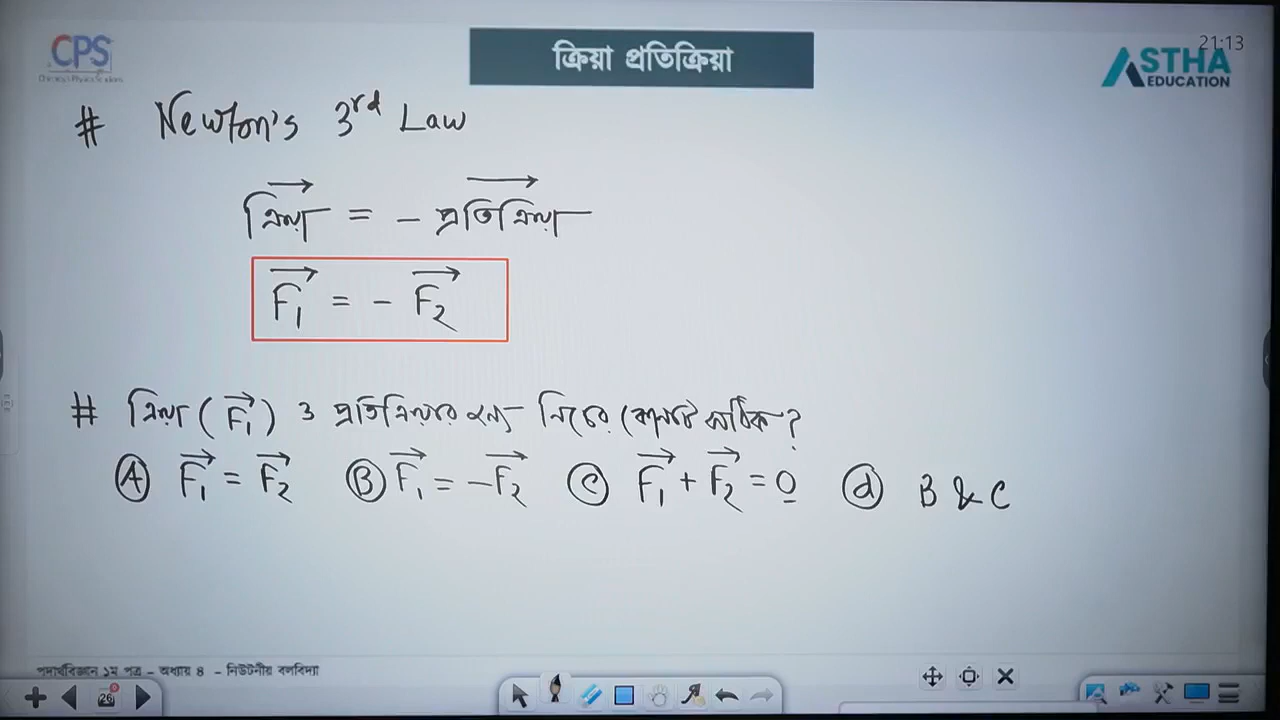 CPS
ক্রিয়া প্রতিক্রিয়া
21:13
ASTHA
EDUCATION
# Newton's 3rd Law
ক্রিয়া = - প্রতিক্রিয়া
F1 = - F2
# ক্রিয়া (F1) ও প্রতিক্রিয়ার জন্য নিচের কোনটি সঠিক?
A F1 = F2 B F1 = -F2 C F1 + F2 = 0 d B & C
পদার্থবিজ্ঞান ১ম পত্র – অধ্যায় ৪ - নিউটনীয় বলবিদ্যা
26